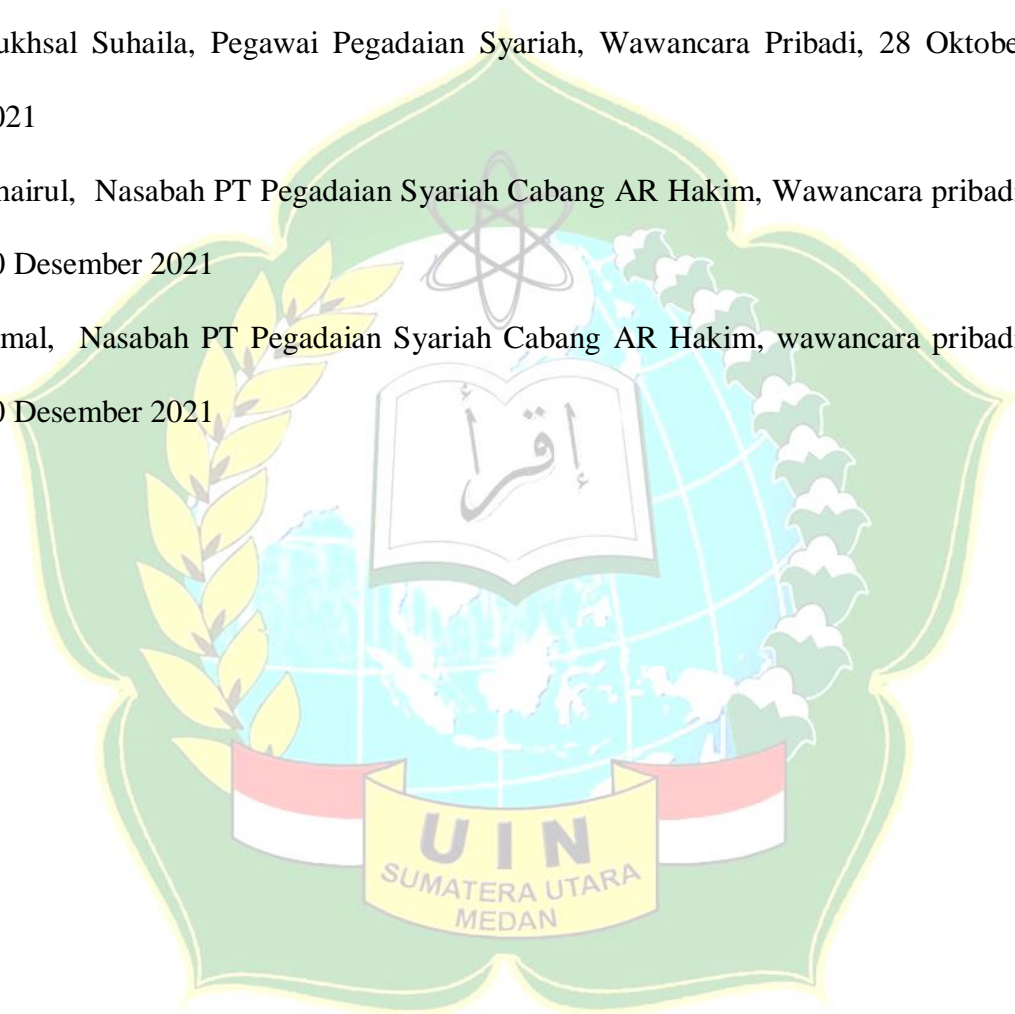 ukhsal Suhaila, Pegawai Pegadaian Syariah, Wawancara Pribadi, 28 Oktobe
021
hairul, Nasabah PT Pegadaian Syariah Cabang AR Hakim, Wawancara pribad
0 Desember 2021
mal, Nasabah PT Pegadaian Syariah Cabang AR Hakim, wawancara pribadi
0 Desember 2021
إقرأ
UIN
SUMATERA UTARA
MEDAN